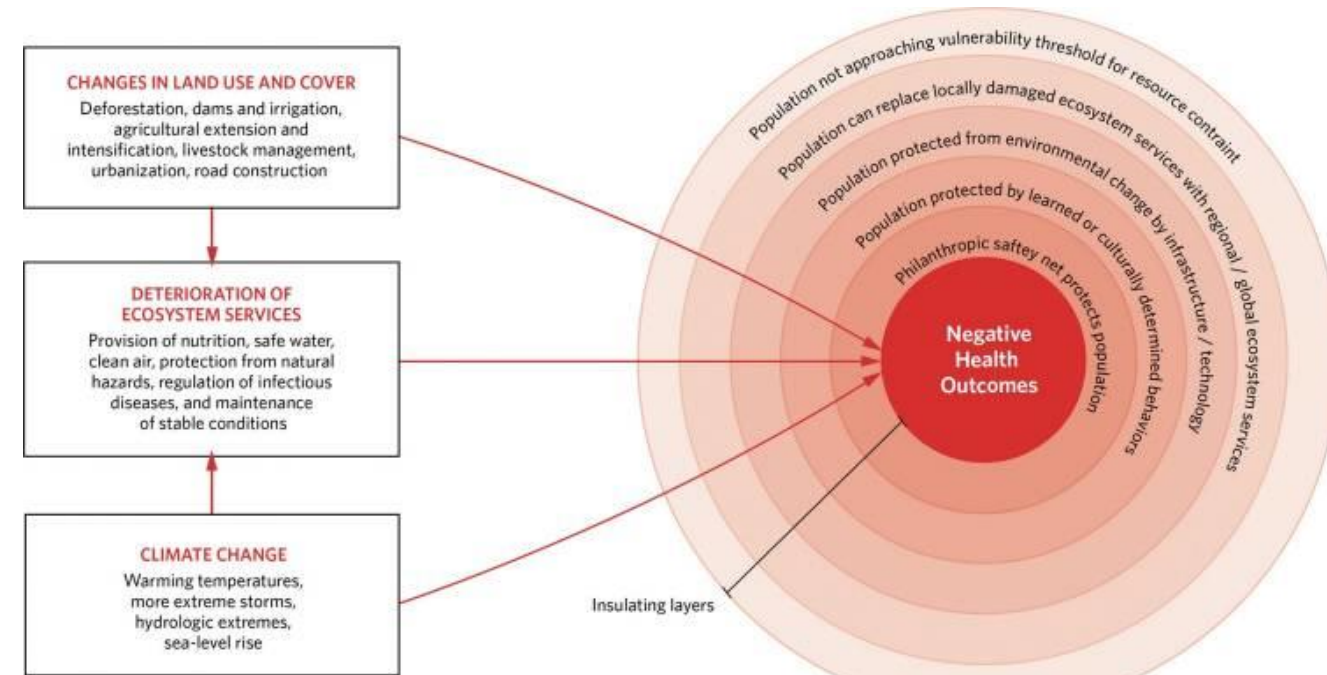 CHANGES IN LAND USE AND COVER
Deforestation, dams and irrigation,
agricultural extension and
intensification, livestock management,
urbanization, road construction
DETERIORATION OF
ECOSYSTEM SERVICES
Provision of nutrition, safe water,
clean air, protection from natural
hazards, regulation of infectious
diseases, and maintenance
of stable conditions
CLIMATE CHANGE
Warming temperatures,
more extreme storms,
hydrologic extremes,
sea-level rise
Population not approaching vulnerability threshold for resource contraint
Population can replace locally damaged ecosystem services with regional / global ecosystem services
Population protected from environmental change by infrastructure / technology
Population protected by learned or culturally determined behaviors
Philanthropic saftey net protects population
Negative
Health
Outcomes
Insulating layers